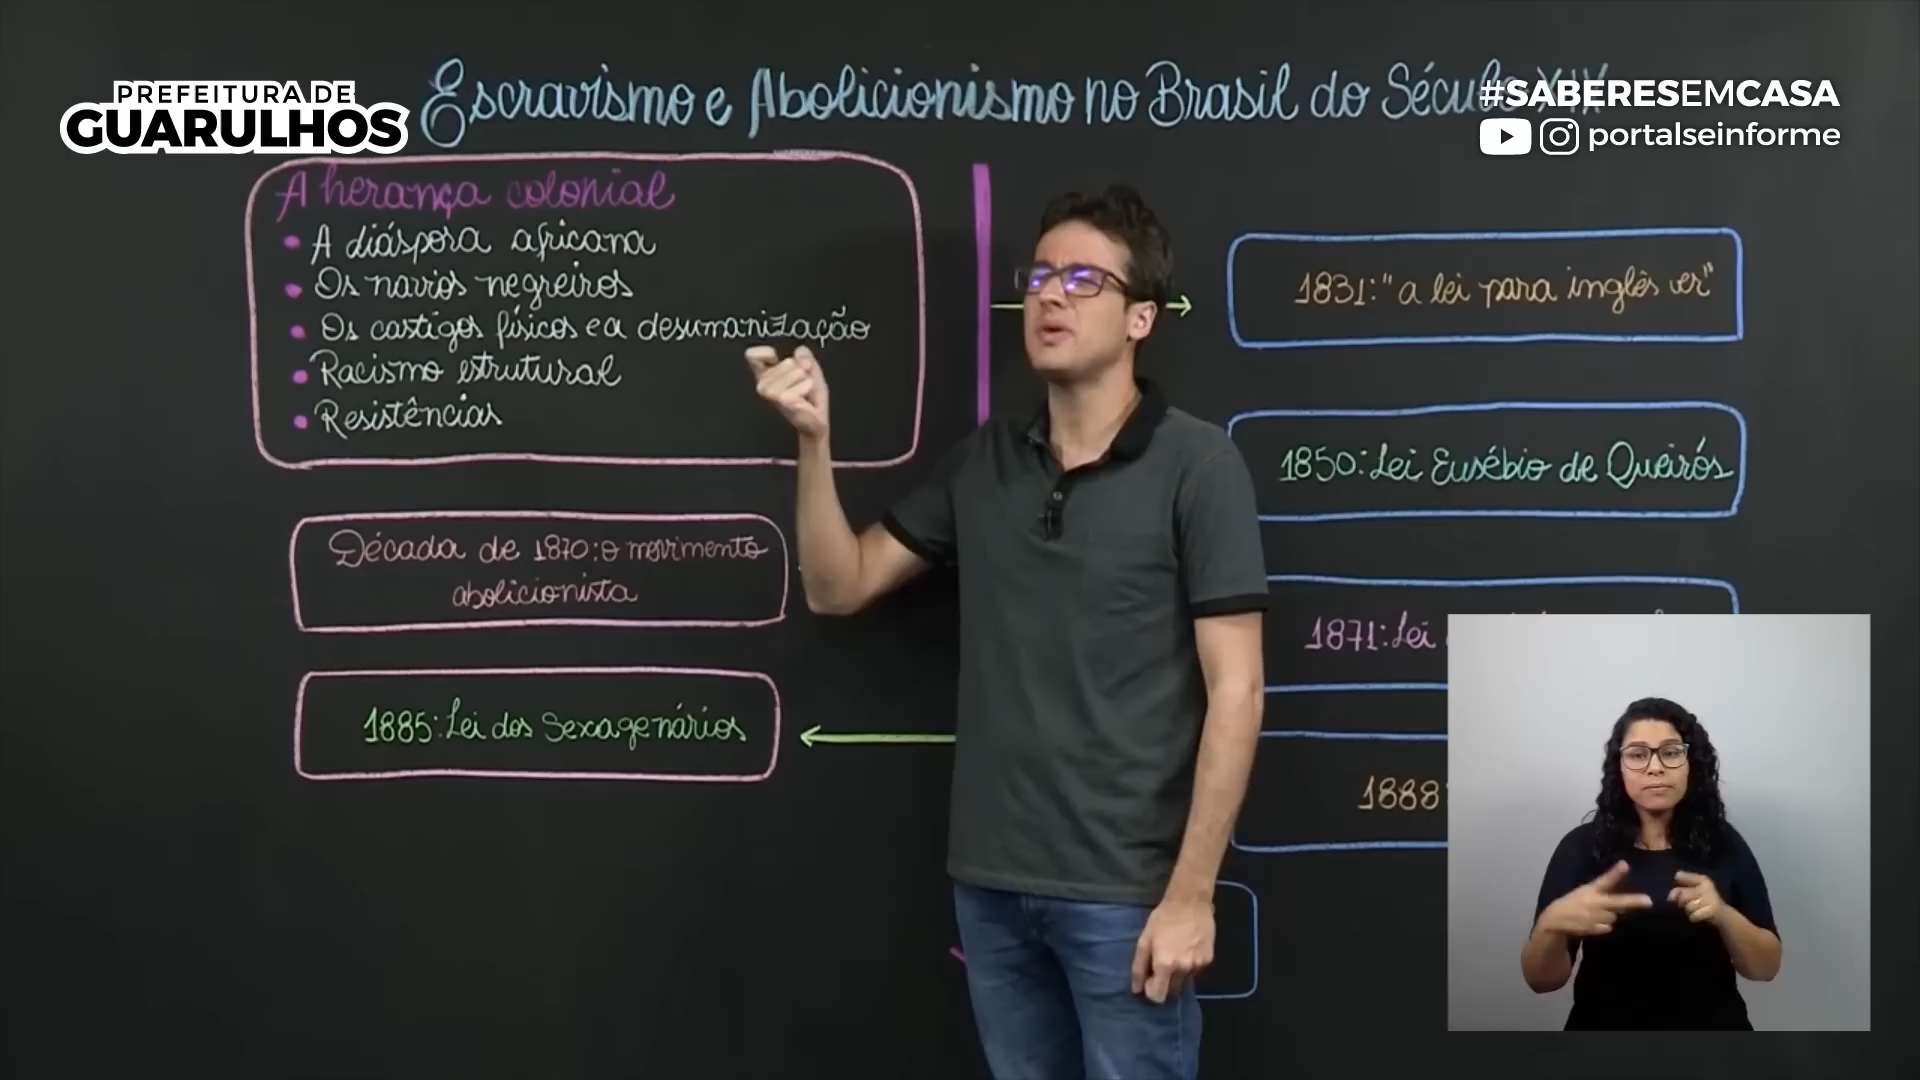 PREFEITURA DE
GUARULHOS
Escravismo e Abolicionismo no Brasil do Século XIX
#SABERESEMCASA
portalseinforme
A herança colonial
• A diáspora africana
• Os navios negreiros
• Os castigos físicos e a desumanização
• Racismo estrutural
• Resistências
Década de 1870: o movimento
abolicionista
1885: Lei dos Sexagenários
1831: "a lei para inglês ver"
1850: Lei Eusébio de Queirós
1871: Lei
1888: